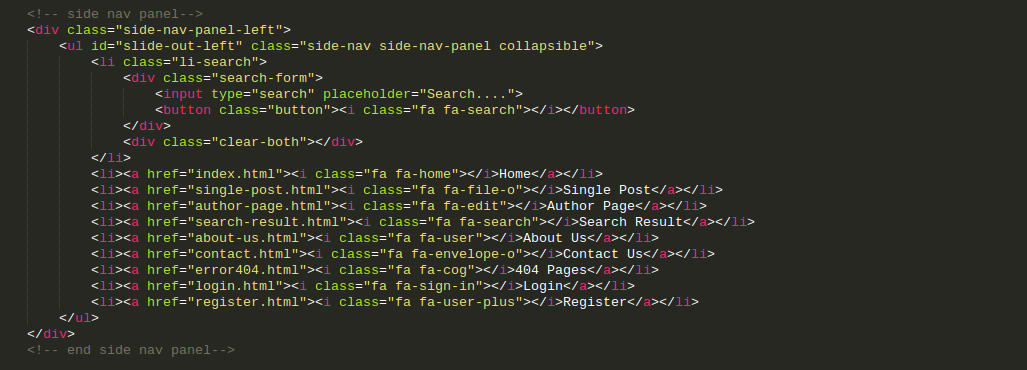 <!-- side nav panel-->
<div class="side-nav-panel-left">
<ul id="slide-out-left" class="side-nav side-nav-panel collapsible">
<li class="li-search">
<div class="search-form">
<input type="search" placeholder="Search....">
<button class="button"><i class="fa fa-search"></i></button>
</div>
<div class="clear-both"></div>
</li>
<li><a href="index.html"><i class="fa fa-home"></i>Home</a></li>
<li><a href="single-post.html"><i class="fa fa-file-o"></i>Single Post</a></li>
<li><a href="author-page.html"><i class="fa fa-edit"></i>Author Page</a></li>
<li><a href="search-result.html"><i class="fa fa-search"></i>Search Result</a></li>
<li><a href="about-us.html"><i class="fa fa-user"></i>About Us</a></li>
<li><a href="contact.html"><i class="fa fa-envelope-o"></i>Contact Us</a></li>
<li><a href="error404.html"><i class="fa fa-cog"></i>404 Pages</a></li>
<li><a href="login.html"><i class="fa fa-sign-in"></i>Login</a></li>
<li><a href="register.html"><i class="fa fa-user-plus"></i>Register</a></li>
</ul>
</div>
<!-- end side nav panel-->